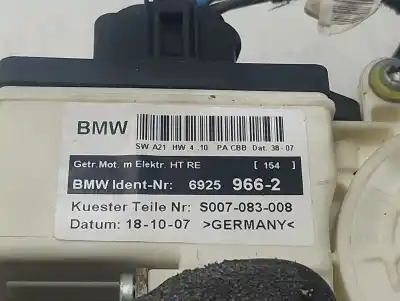 BMW
SW A21 HW 4 .10 PA CBB Dat. 38-07
Getr.Mot. m Elektr. HT RE [ 154 ]
BMW Ident-Nr: 6925 966-2
Kuester Teile Nr: S007-083-008
Datum: 18-10-07 >GERMANY<